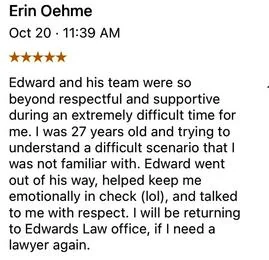 Erin Oehme
Oct 20 · 11:39 AM
★★★★★
Edward and his team were so
beyond respectful and supportive
during an extremely difficult time for
me. I was 27 years old and trying to
understand a difficult scenario that I
was not familiar with. Edward went
out of his way, helped keep me
emotionally in check (lol), and talked
to me with respect. I will be returning
to Edwards Law office, if I need a
lawyer again.